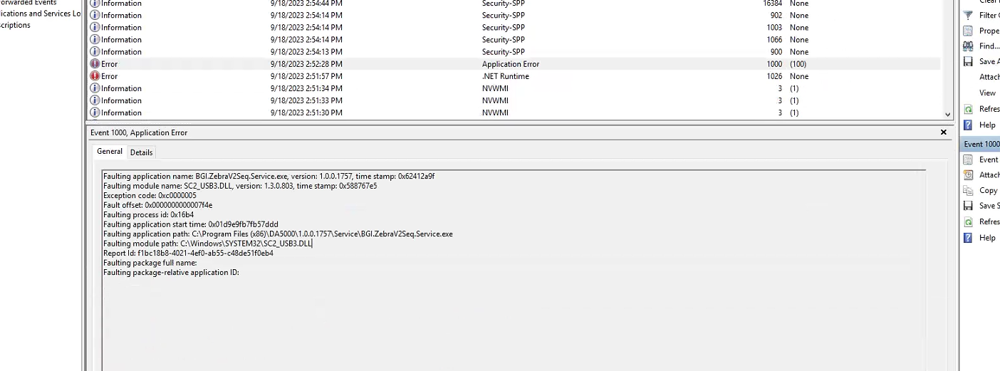 orwarded Events
lications and Services Lo
scriptions
Information 9/18/2023 2:54:44 PM Security-SPP 16384 None
Information 9/18/2023 2:54:14 PM Security-SPP 902 None
Information 9/18/2023 2:54:14 PM Security-SPP 1003 None
Information 9/18/2023 2:54:14 PM Security-SPP 1066 None
Information 9/18/2023 2:54:13 PM Security-SPP 900 None
Error 9/18/2023 2:52:28 PM Application Error 1000 (100)
Error 9/18/2023 2:51:57 PM .NET Runtime 1026 None
Information 9/18/2023 2:51:34 PM NVWMI 3 (1)
Information 9/18/2023 2:51:33 PM NVWMI 3 (1)
Information 9/18/2023 2:51:30 PM NVWMI 3 (1)
Event 1000, Application Error
General Details
Faulting application name: BGI.ZebraV2Seq.Service.exe, version: 1.0.0.1757, time stamp: 0x62412a9f
Faulting module name: SC2_USB3.DLL, version: 1.3.0.803, time stamp: 0x588767e5
Exception code: 0xc0000005
Fault offset: 0x0000000000007f4e
Faulting process id: 0x16b4
Faulting application start time: 0x01d9e9fb7fb57ddd
Faulting application path: C:\Program Files (x86)\DA5000\1.0.0.1757\Service\BGI.ZebraV2Seq.Service.exe
Faulting module path: C:\Windows\SYSTEM32\SC2_USB3.DLL
Report Id: f1bc18b8-4021-4ef0-ab55-c48de51f0eb4
Faulting package full name:
Faulting package-relative application ID:
Filter C
Prope
Find...
Save A
Attach
View
Refres
Help
Event 1000
Event
Attach
Copy
Save S
Refres
Help